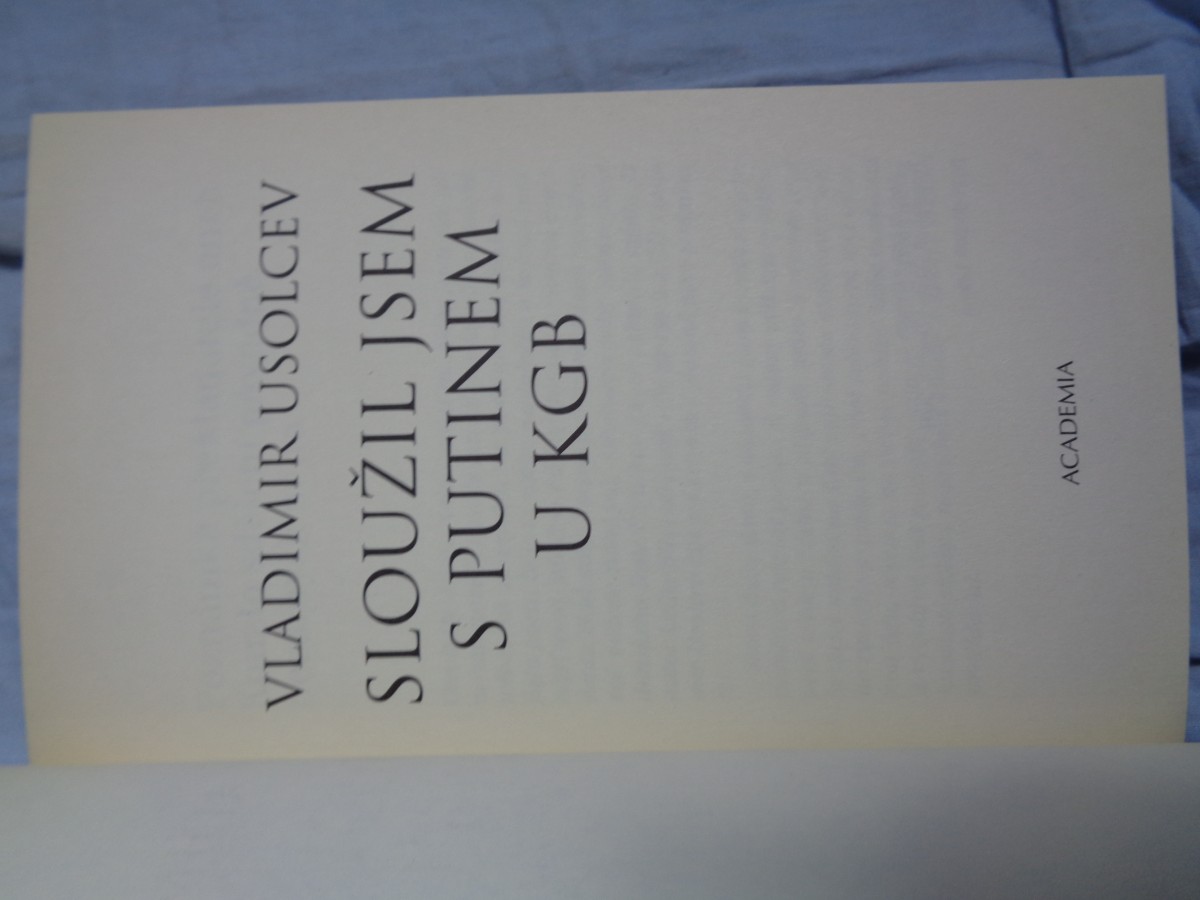 VLADIMIR USOLCEV
SLOUŽIL JSEM
S PUTINEM
U KGB
ACADEMIA